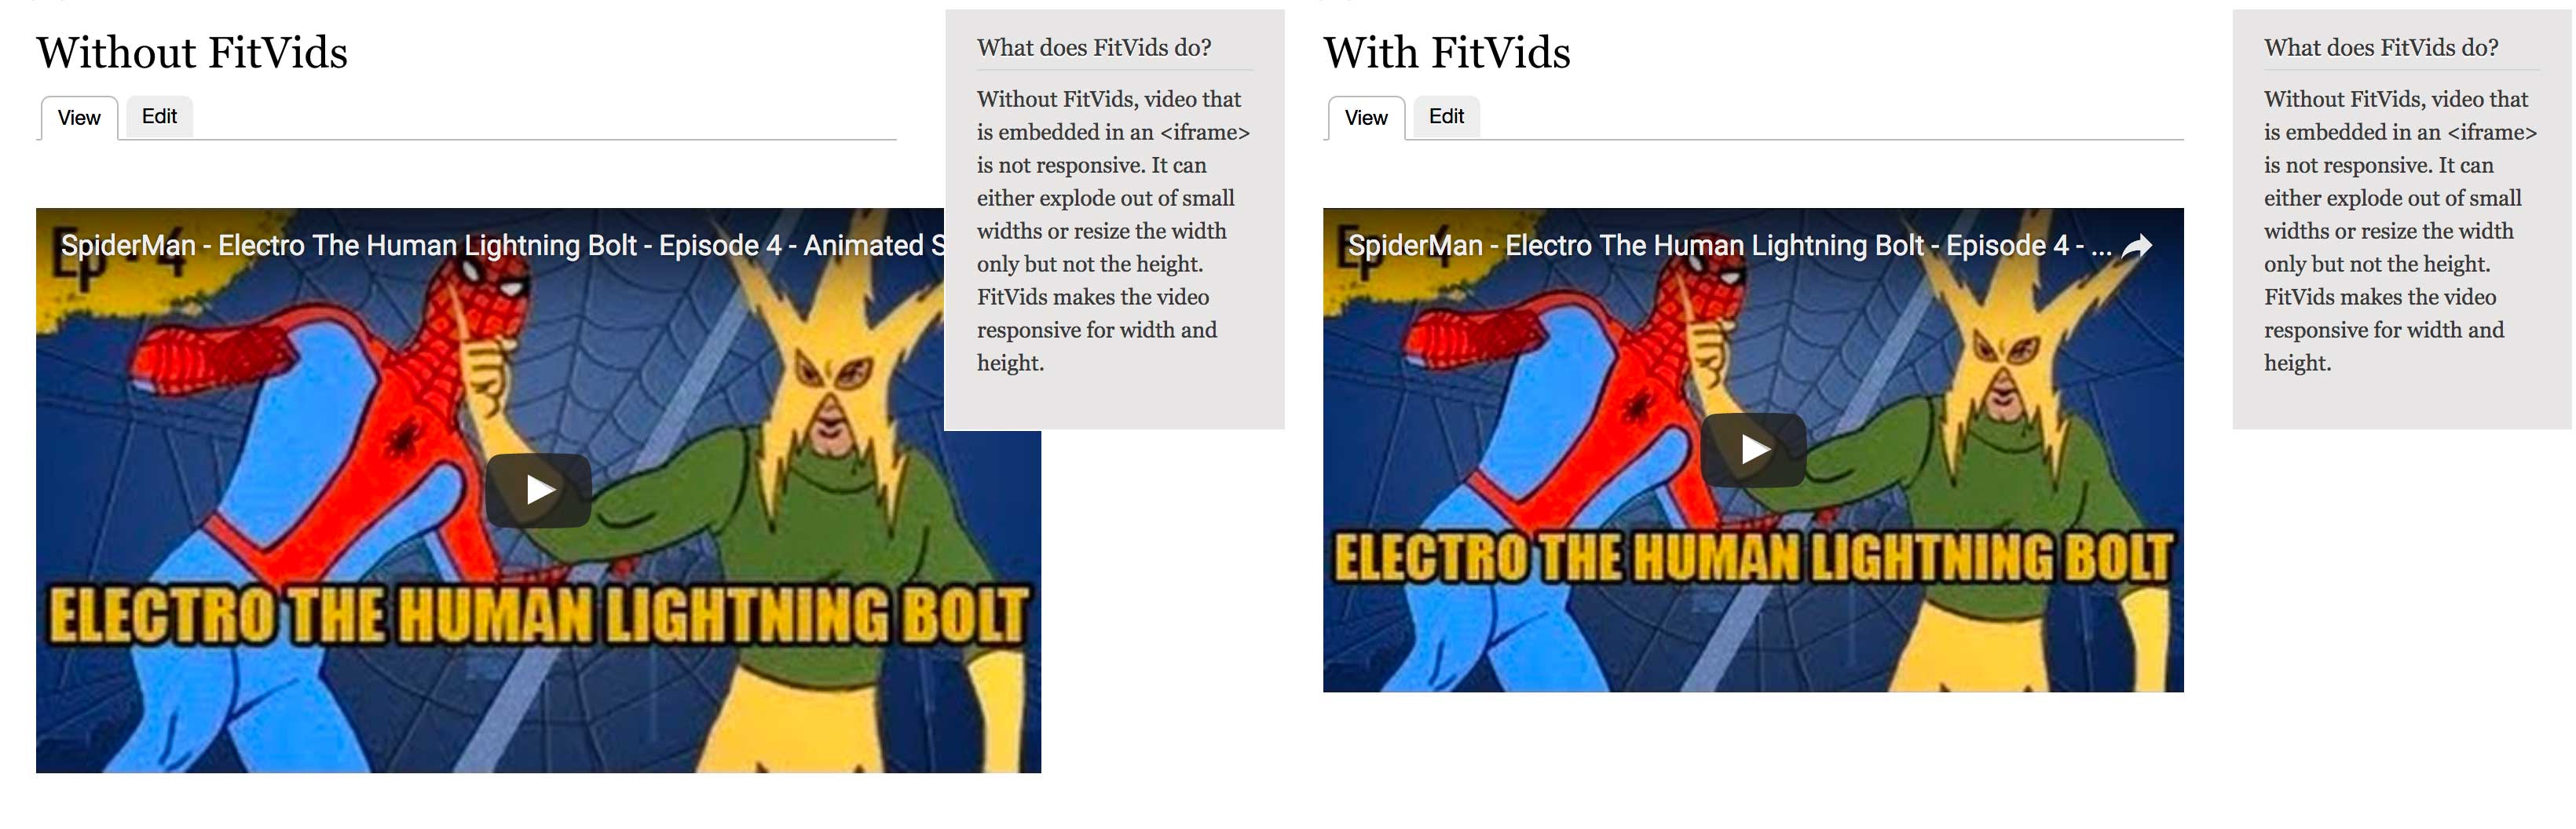 Without FitVids
View
Edit
Ep - 4
SpiderMan - Electro The Human Lightning Bolt - Episode 4 - Animated S
ELECTRO THE HUMAN LIGHTNING BOLT
What does FitVids do?
Without FitVids, video that
is embedded in an <iframe>
is not responsive. It can
either explode out of small
widths or resize the width
only but not the height.
FitVids makes the video
responsive for width and
height.
With FitVids
View
Edit
Ep - 4
SpiderMan - Electro The Human Lightning Bolt - Episode 4 - ...
ELECTRO THE HUMAN LIGHTNING BOLT
What does FitVids do?
Without FitVids, video that
is embedded in an <iframe>
is not responsive. It can
either explode out of small
widths or resize the width
only but not the height.
FitVids makes the video
responsive for width and
height.